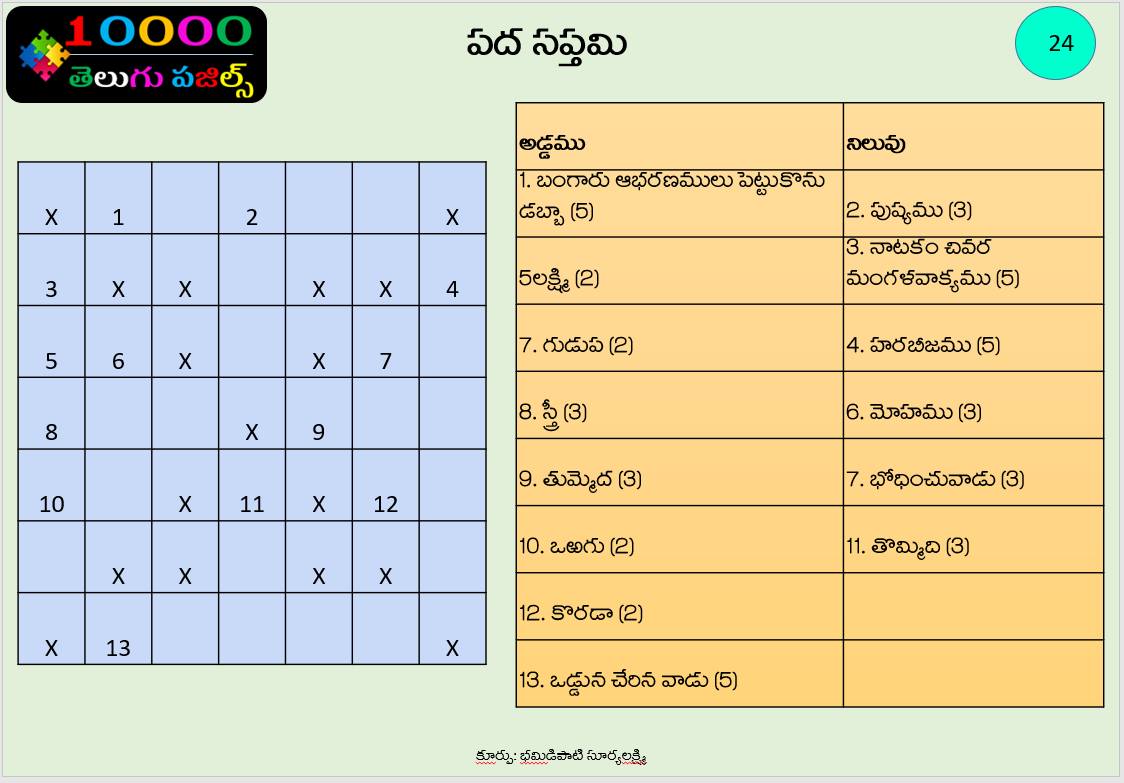 10000
తెలుగు పజిల్స్
పద సప్తమి
24
అడ్డము
నిలువు
1. బంగారు ఆభరణములు పెట్టుకొను
డబ్బా (5)
2. పుష్యము (3)
5లక్ష్మి (2)
3. నాటకం చివర
మంగళవాక్యము (5)
7. గుడుప (2)
4. హరబీజము (5)
8. స్త్రీ (3)
6. మోహము (3)
9. తుమ్మెద (3)
7. భోధించువాడు (3)
10. ఒఱగు (2)
11. తొమ్మిది (3)
12. కొరడా (2)
13. ఒడ్డున చేరిన వాడు (5)
X 1 2 X
3 X X X X 4
5 6 X X 7
8 X 9
10 X 11 X 12
X X X X
X 13 X
కూర్పు: భమిడిపాటి సూర్యలక్ష్మి